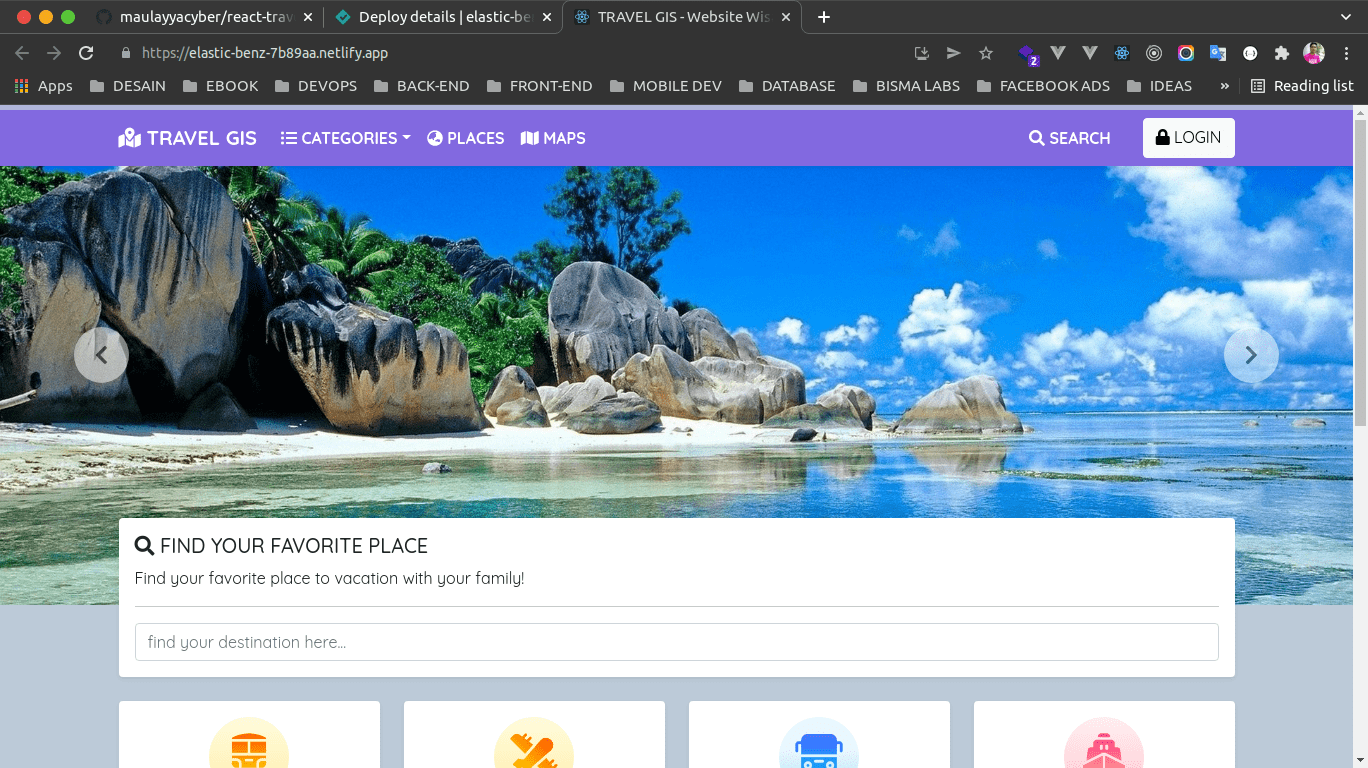 maulayyacyber/react-trav
Deploy details | elastic-be
TRAVEL GIS - Website Wis
https://elastic-benz-7b89aa.netlify.app
2
Apps DESAIN EBOOK DEVOPS BACK-END FRONT-END MOBILE DEV DATABASE BISMA LABS FACEBOOK ADS IDEAS » Reading list
TRAVEL GIS CATEGORIES PLACES MAPS SEARCH LOGIN
FIND YOUR FAVORITE PLACE
Find your favorite place to vacation with your family!
find your destination here...